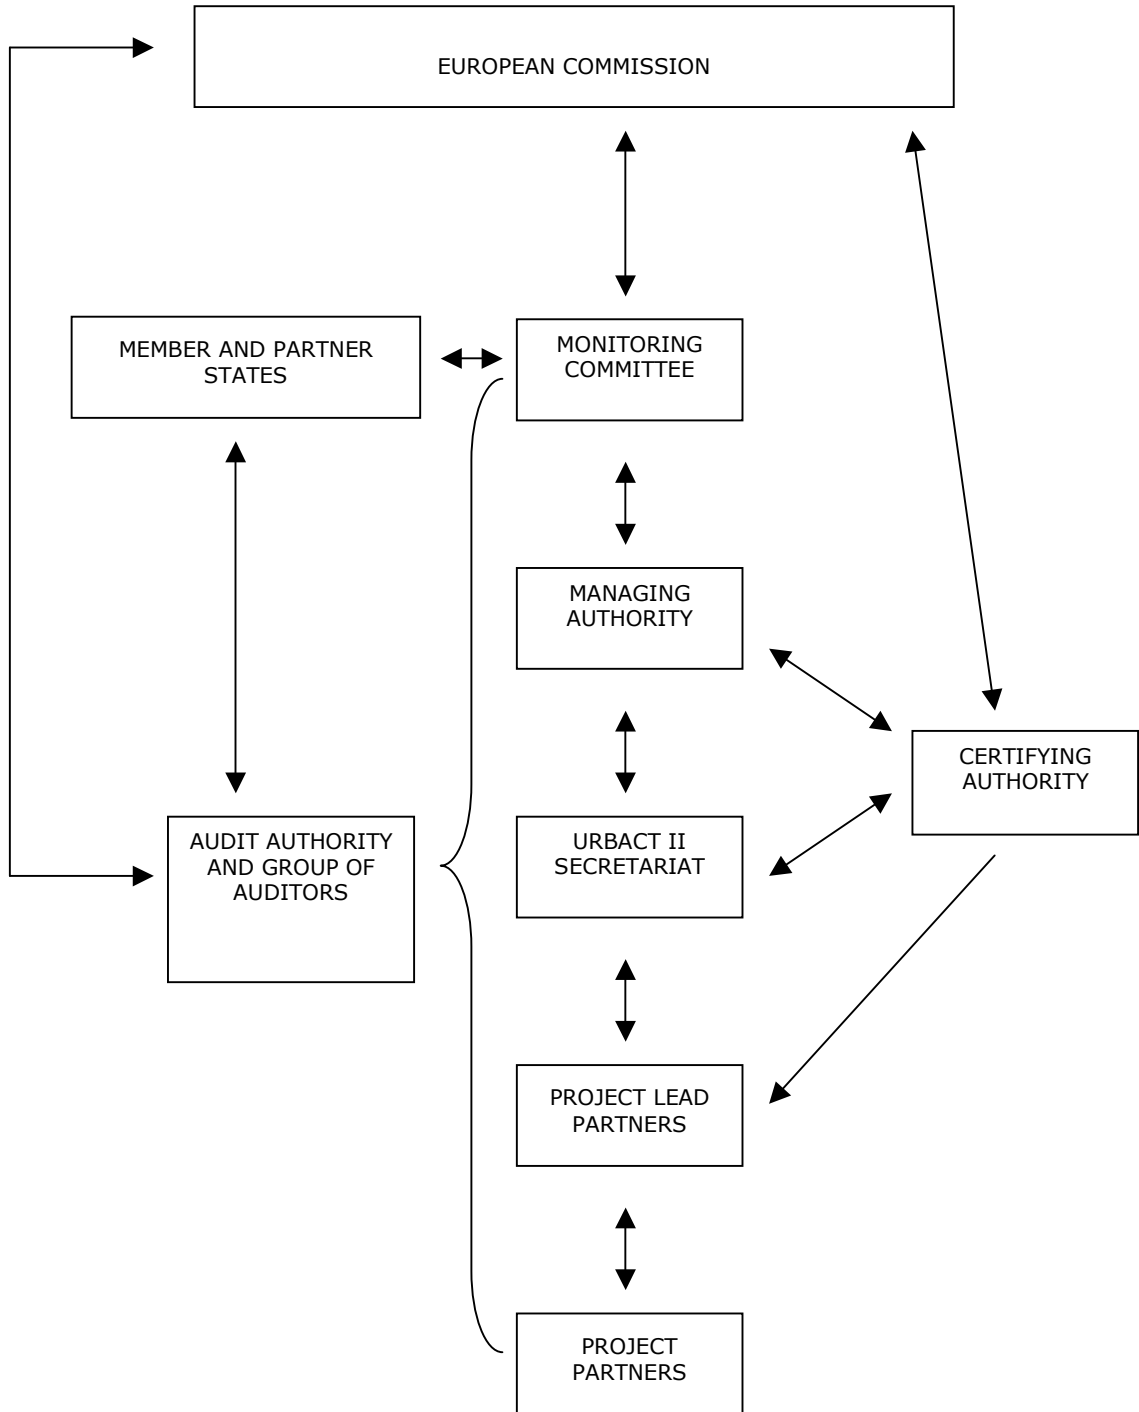 EUROPEAN COMMISSION
MEMBER AND PARTNER
STATES
MONITORING
COMMITTEE
MANAGING
AUTHORITY
CERTIFYING
AUTHORITY
AUDIT AUTHORITY
AND GROUP OF
AUDITORS
URBACT II
SECRETARIAT
PROJECT LEAD
PARTNERS
PROJECT
PARTNERS